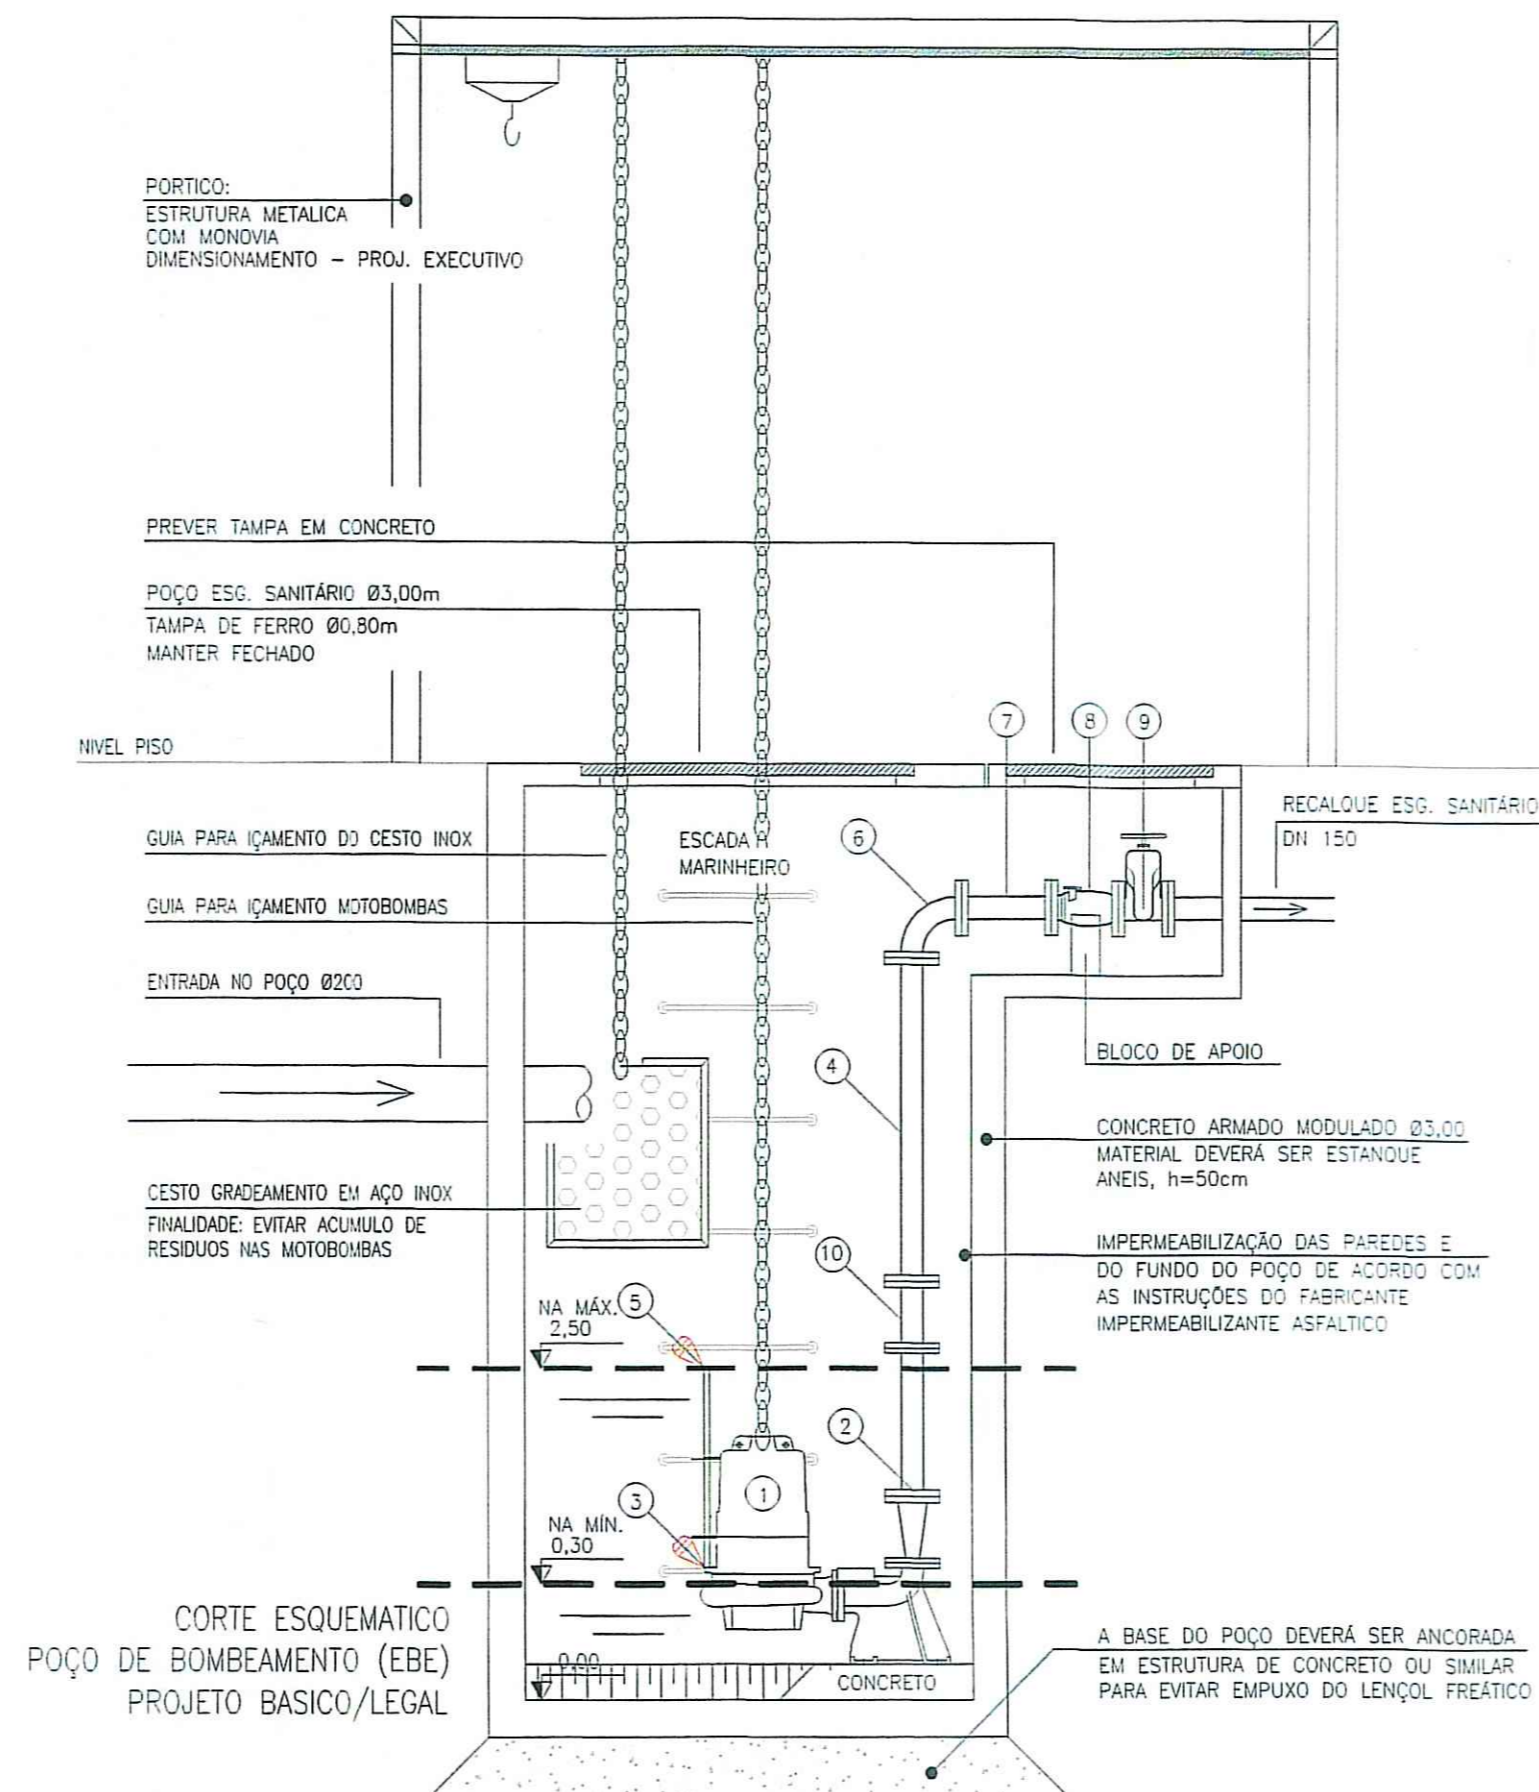 PORTICO:
ESTRUTURA METALICA
COM MONOVIA
DIMENSIONAMENTO – PROJ. EXECUTIVO
PREVER TAMPA EM CONCRETO
POÇO ESG. SANITÁRIO Ø3,00m
TAMPA DE FERRO Ø0,80m
MANTER FECHADO
NIVEL PISO
7
8
9
RECALQUE ESG. SANITÁRIO
DN 150
GUIA PARA IÇAMENTO DO CESTO INOX
ESCADA
MARINHEIRO
6
GUIA PARA IÇAMENTO MOTOBOMBAS
ENTRADA NO POÇO Ø200
BLOCO DE APOIO
4
CONCRETO ARMADO MODULADO Ø3,00
MATERIAL DEVERÁ SER ESTANQUE
ANEIS, h=50cm
CESTO GRADEAMENTO EM AÇO INOX
FINALIDADE: EVITAR ACUMULO DE
RESIDUOS NAS MOTOBOMBAS
10
IMPERMEABILIZAÇÃO DAS PAREDES E
DO FUNDO DO POÇO DE ACORDO COM
AS INSTRUÇÕES DO FABRICANTE
IMPERMEABILIZANTE ASFALTICO
NA MÁX.
2,50
5
2
1
3
NA MÍN.
0,30
CORTE ESQUEMATICO
POÇO DE BOMBEAMENTO (EBE)
PROJETO BASICO/LEGAL
0,00
CONCRETO
A BASE DO POÇO DEVERÁ SER ANCORADA
EM ESTRUTURA DE CONCRETO OU SIMILAR
PARA EVITAR EMPUXO DO LENÇOL FREÁTICO